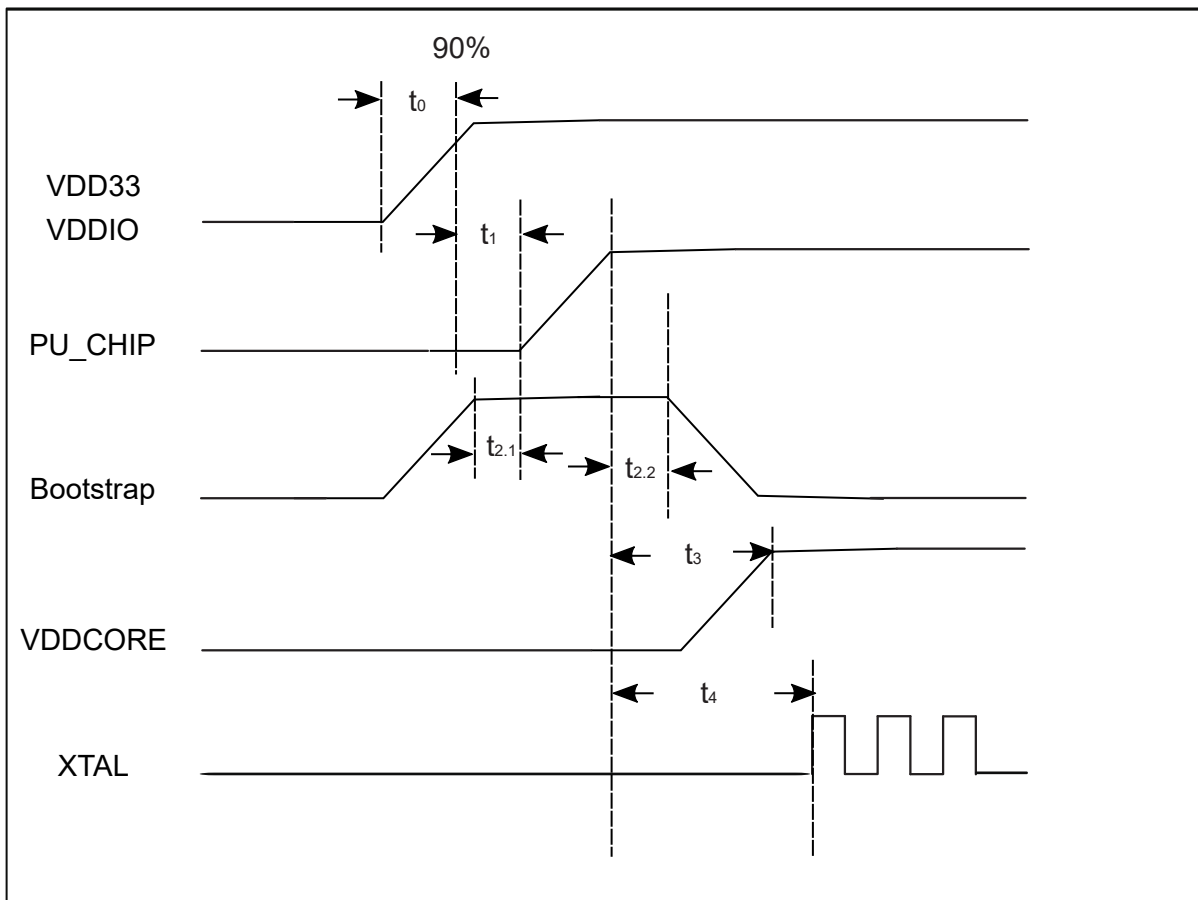 90%
t0
VDD33
VDDIO
t1
PU_CHIP
t2.1
t2.2
Bootstrap
t3
VDDCORE
t4
XTAL